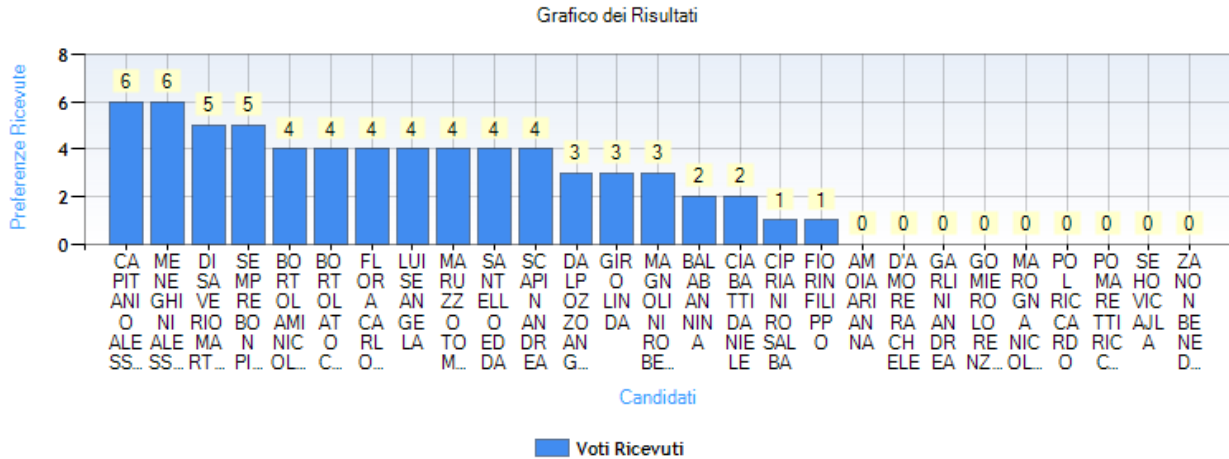 Grafico dei Risultati
Preferenze Ricevute
8
6
4
2
0
6 6 5 5 4 4 4 4 4 4 4 3 3 3 2 2 1 1 0 0 0 0 0 0 0 0 0
CA PIT ANI O ALE SS...
ME NE GHI NI ALE SS...
DI SA VE RIO MA RT...
SE MP RE BO N PI...
BO RT OL AMI NIC OL...
BO RT OL AT O C...
FL OR A CA RL O...
LUI SE AN GE LA
MA RU ZZ O TO M...
SA NT ELL O ED DA
SC API N AN DR EA
DA LP OZ ZO AN G...
GIR O LIN DA
MA GN OLI NI RO BE...
BAL AB AN NIN A
CIA BA TTI DA NIE LE
CIP RIA NI RO SAL BA
FIO RIN FILI PP O
AM OIA ARI AN NA
D'A MO RE RA CH ELE
GA RLI NI AN DR EA
GO MIE RO LO RE NZ...
MA RO GN A NIC OL...
PO L RIC CA RD O
PO MA RE TTI RIC C...
SE HO VIC AJL A
ZA NO N BE NE D...
Candidati
Voti Ricevuti